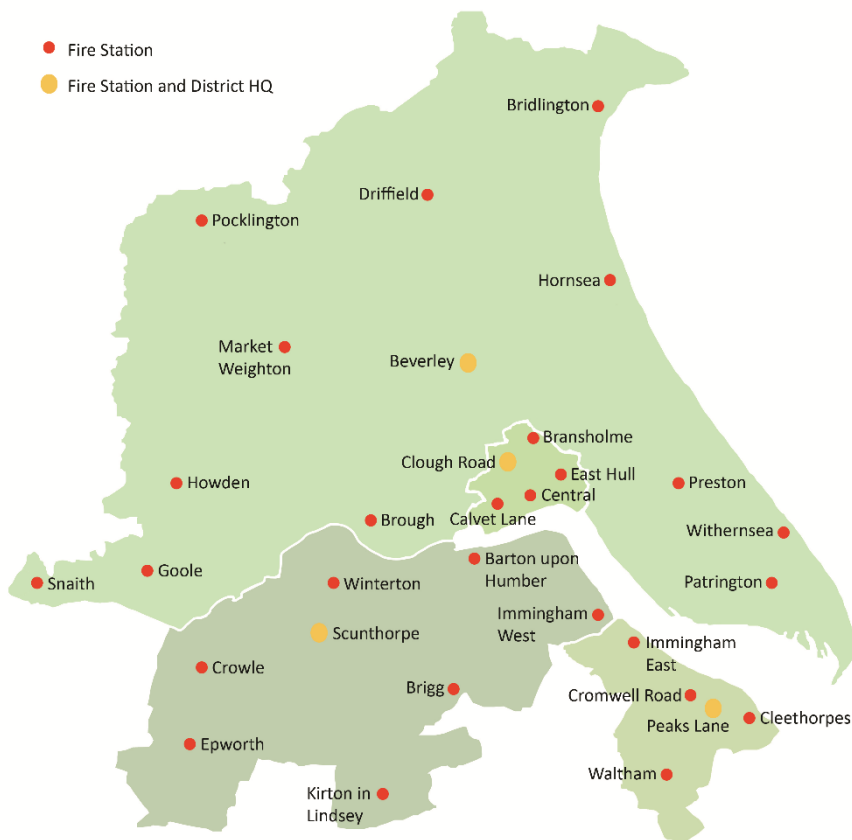 Fire Station
Fire Station and District HQ
Bridlington
Driffield
Pocklington
Hornsea
Market
Weighton
Beverley
Bransholme
Clough Road
East Hull
Howden
Preston
Central
Calvet Lane
Brough
Withernsea
Barton upon
Humber
Goole
Snaith
Winterton
Patrington
Immingham
West
Scunthorpe
Immingham
East
Crowle
Brigg
Cromwell Road
Peaks Lane
Cleethorpes
Epworth
Waltham
Kirton in
Lindsey